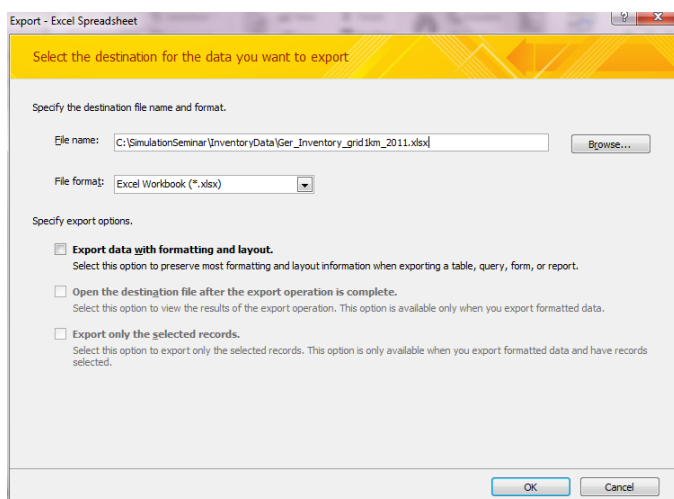 Export - Excel Spreadsheet
?
Select the destination for the data you want to export
Specify the destination file name and format.
File name: C:\SimulationSeminar\InventoryData\Ger_Inventory_grid1km_2011.xlsx Browse...
File format: Excel Workbook (*.xlsx)
Specify export options.
Export data with formatting and layout.
Select this option to preserve most formatting and layout information when exporting a table, query, form, or report.
Open the destination file after the export operation is complete.
Select this option to view the results of the export operation. This option is available only when you export formatted data.
Export only the selected records.
Select this option to export only the selected records. This option is only available when you export formatted data and have records
selected.
OK Cancel